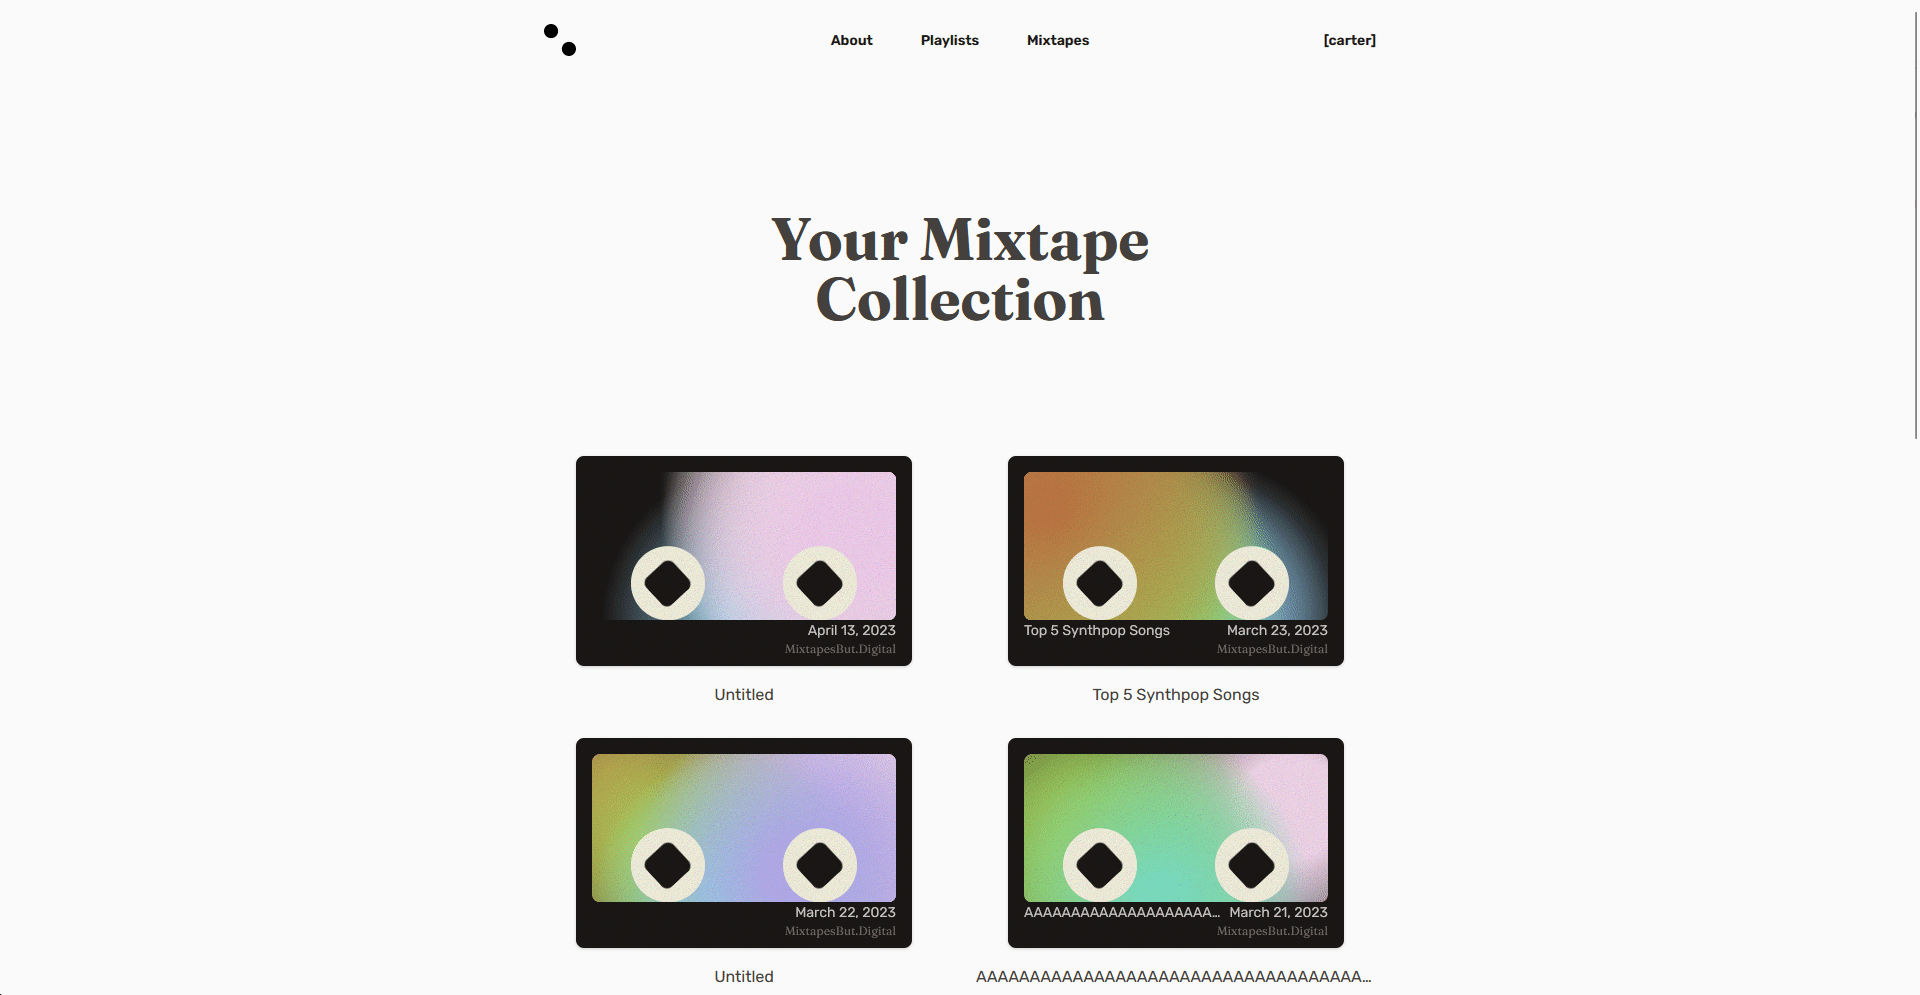 About Playlists Mixtapes [carter]
Your Mixtape
Collection
April 13, 2023
MixtapesBut.Digital
Untitled
Top 5 Synthpop Songs March 23, 2023
MixtapesBut.Digital
Top 5 Synthpop Songs
March 22, 2023
MixtapesBut.Digital
Untitled
AAAAAAAAAAAAAAAAAAAA... March 21, 2023
MixtapesBut.Digital
AAAAAAAAAAAAAAAAAAAAAAAAAAAAAAAAAAAA...